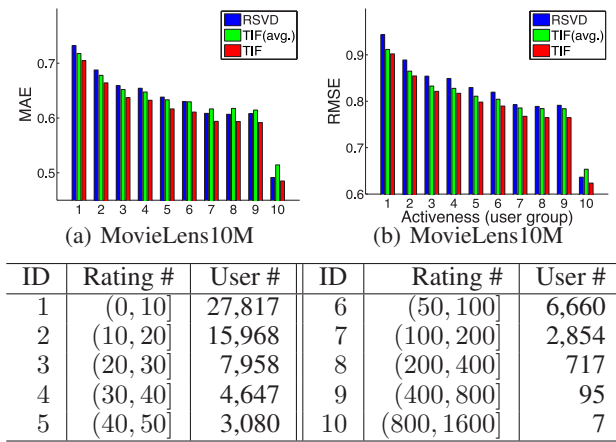 RSVD
TIF(avg.)
TIF
MAE
0.7
0.6
0.5
1 2 3 4 5 6 7 8 9 10
(a) MovieLens10M
RSVD
TIF(avg.)
TIF
RMSE
0.9
0.8
0.7
0.6
1 2 3 4 5 6 7 8 9 10
Activeness (user group)
(b) MovieLens10M
ID Rating # User # ID Rating # User #
1 (0, 10] 27,817 6 (50, 100] 6,660
2 (10, 20] 15,968 7 (100, 200] 2,854
3 (20, 30] 7,958 8 (200, 400] 717
4 (30, 40] 4,647 9 (400, 800] 95
5 (40, 50] 3,080 10 (800, 1600] 7